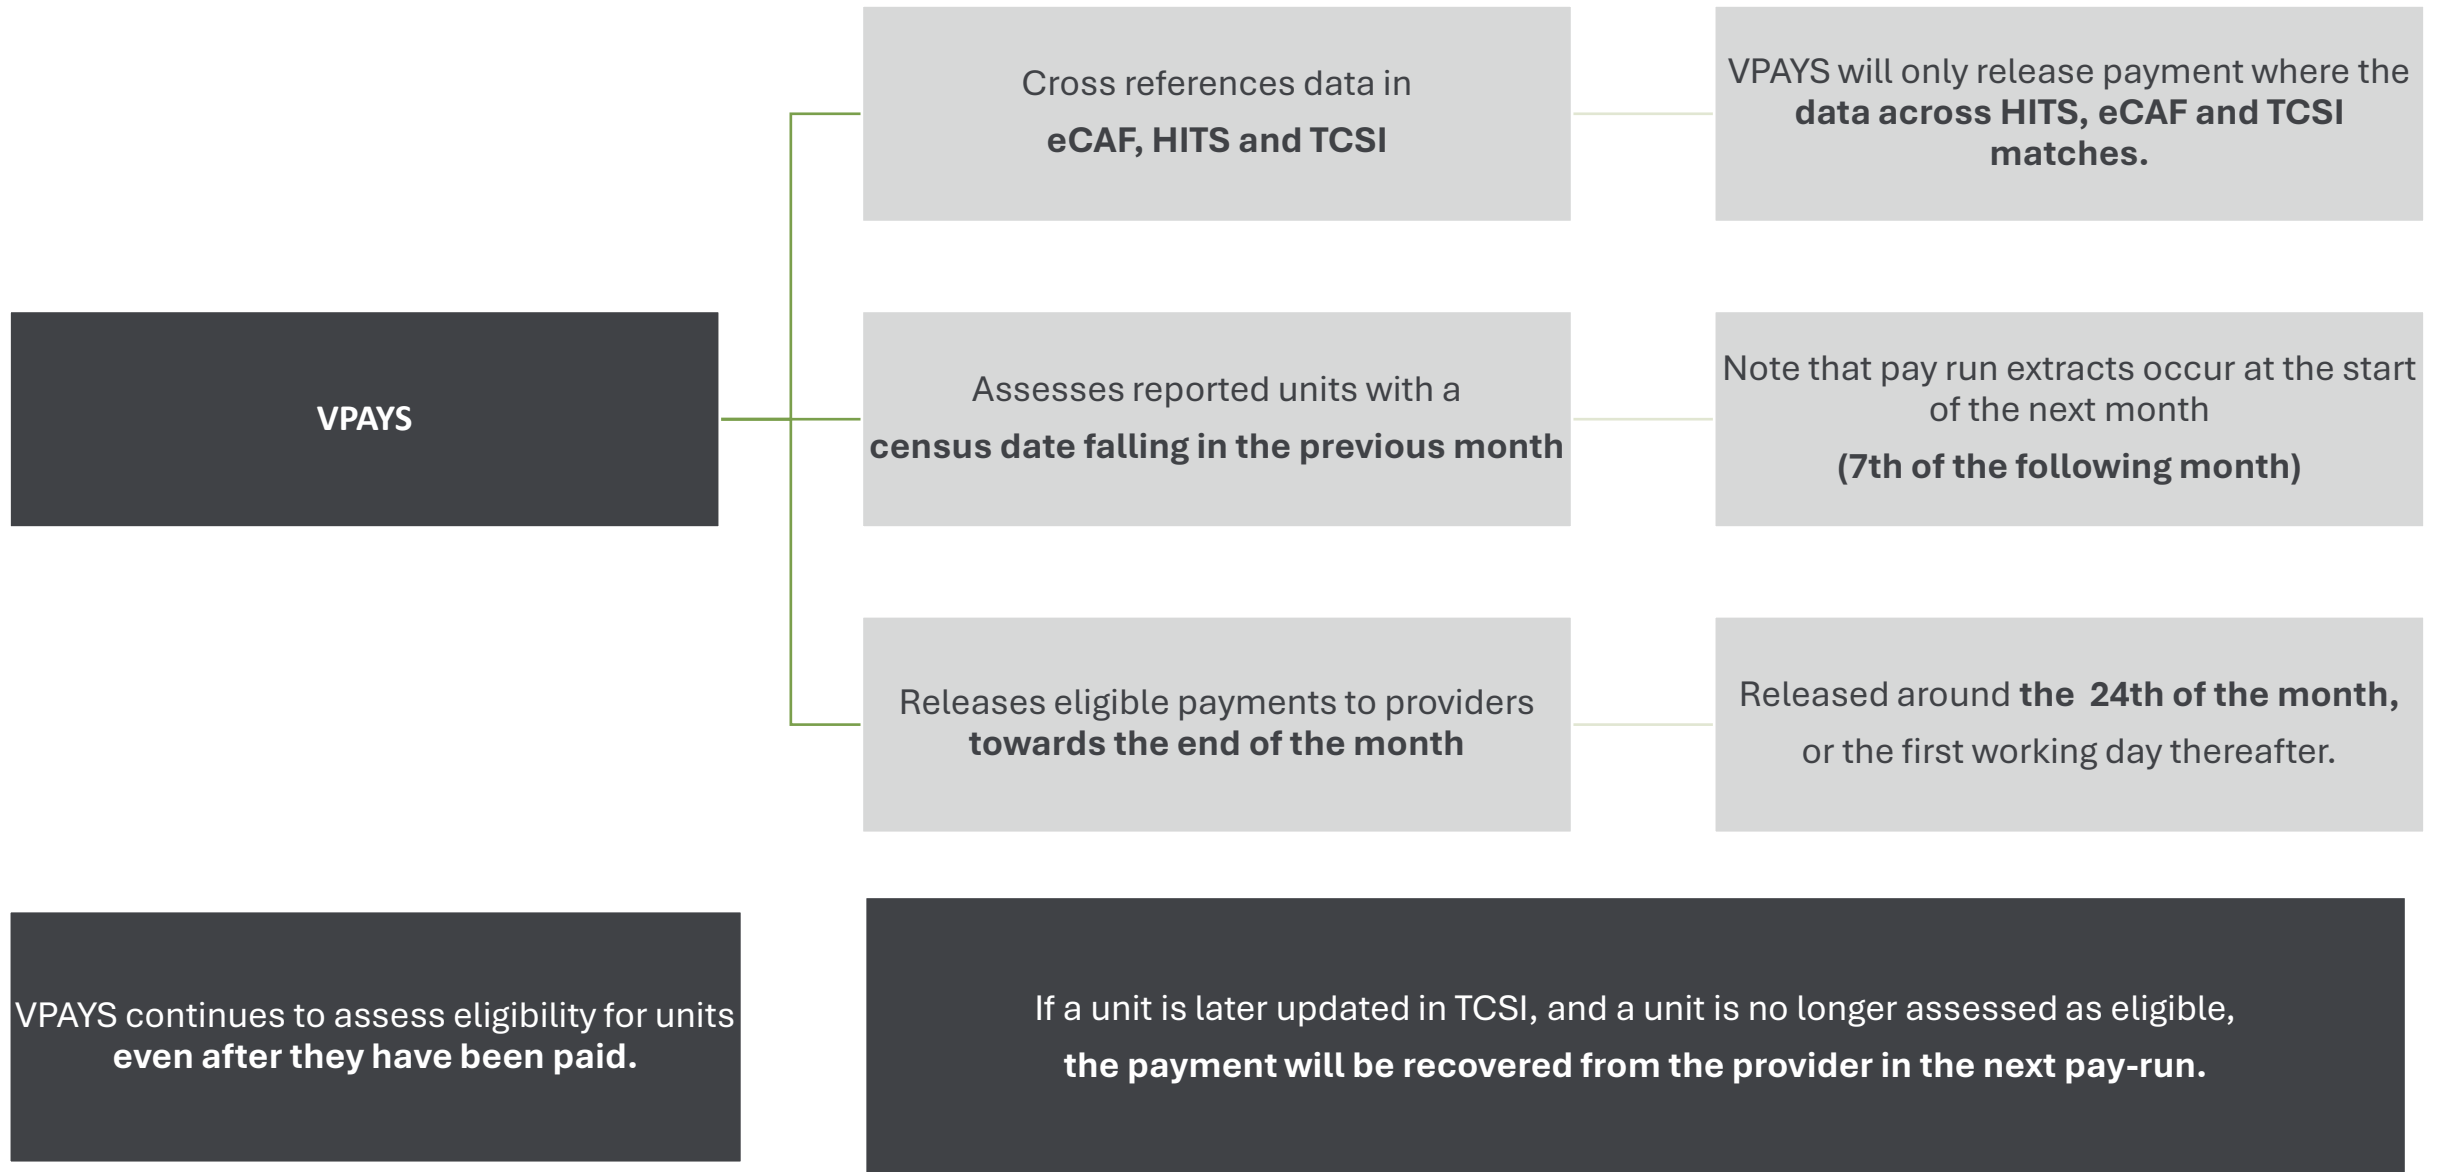 VPAYS
Cross references data in
eCAF, HITS and TCSI
VPAYS will only release payment where the
data across HITS, eCAF and TCSI
matches.
Assesses reported units with a
census date falling in the previous month
Note that pay run extracts occur at the start
of the next month
(7th of the following month)
Releases eligible payments to providers
towards the end of the month
Released around the 24th of the month,
or the first working day thereafter.
VPAYS continues to assess eligibility for units
even after they have been paid.
If a unit is later updated in TCSI, and a unit is no longer assessed as eligible,
the payment will be recovered from the provider in the next pay-run.